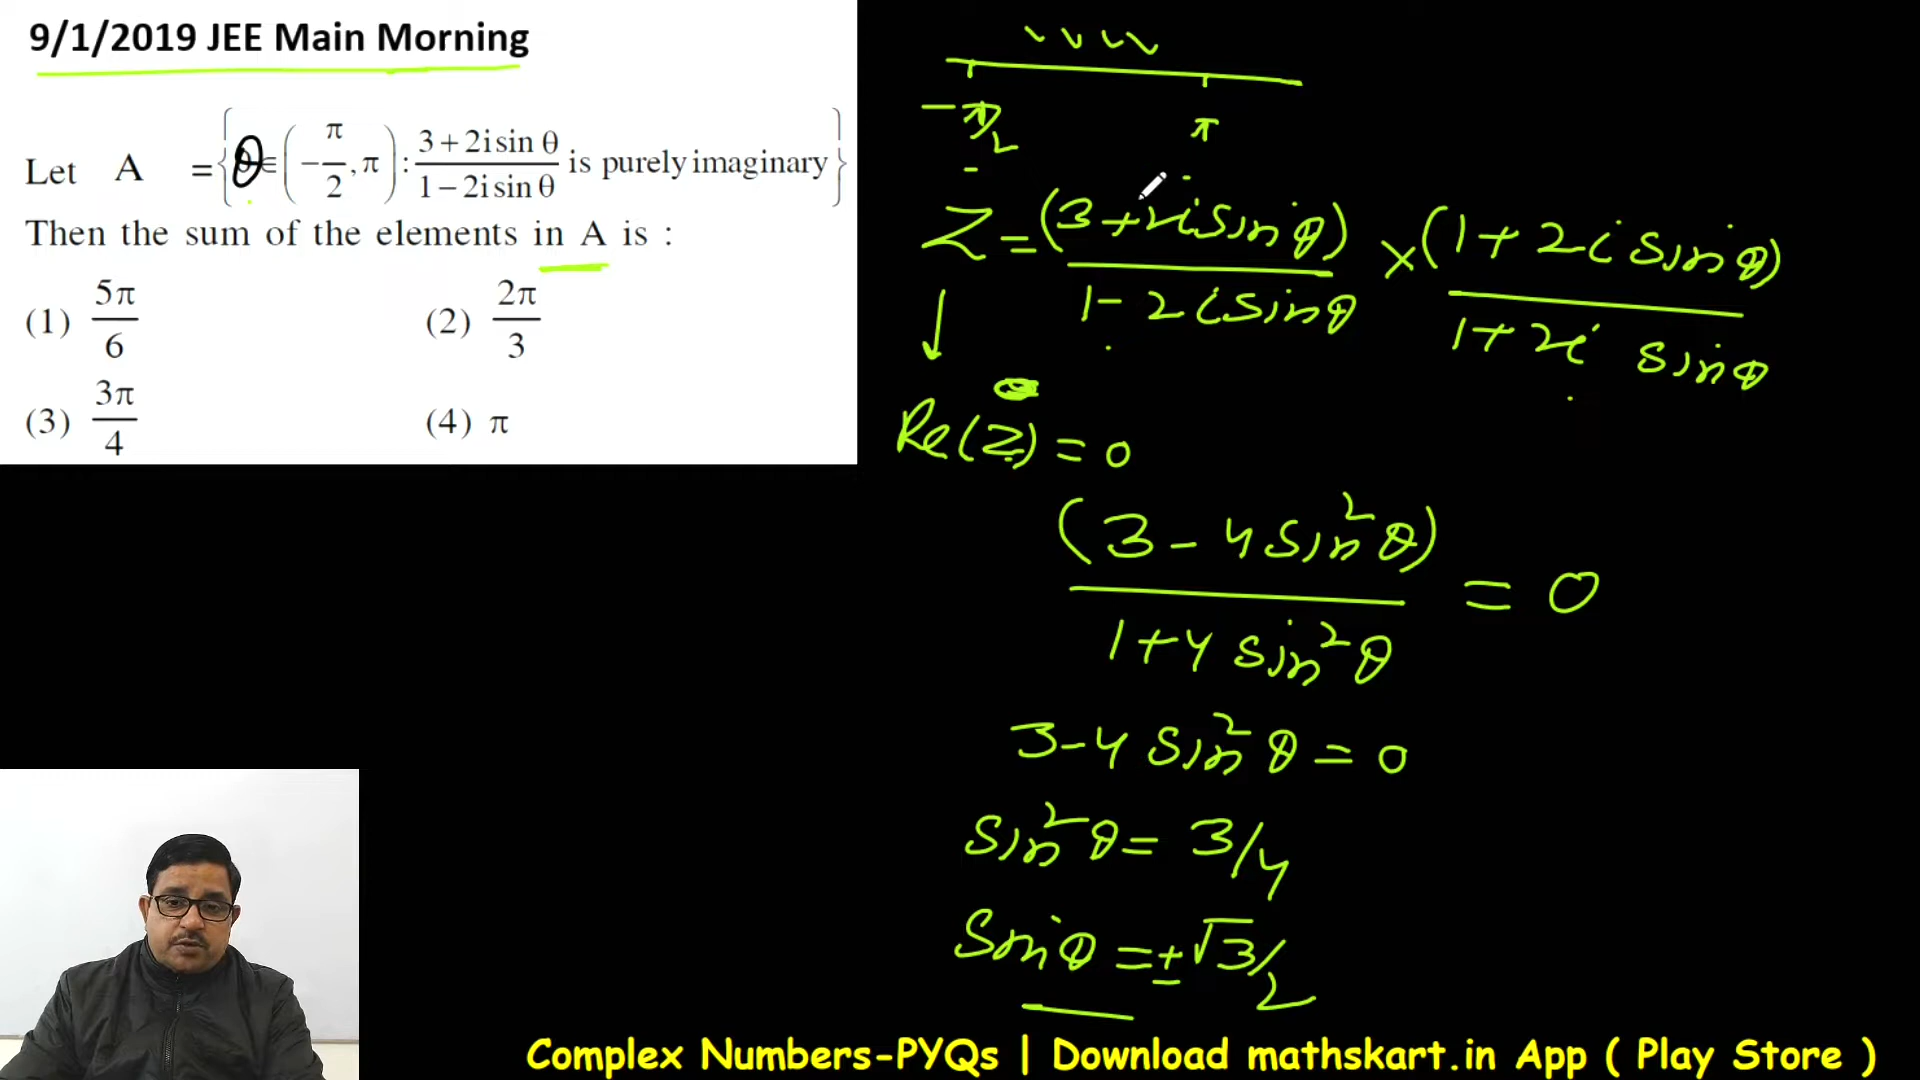 9/1/2019 JEE Main Morning
Let A = { θ ∈ ( −π/2 , π ) : (3 + 2i sin θ)/(1 − 2i sin θ) is purely imaginary }
Then the sum of the elements in A is :
(1) 5π/6 (2) 2π/3
(3) 3π/4 (4) π
−π/2 π
Z = (3+2i sin θ)/(1−2i sin θ) × (1+2i sin θ)/(1+2i sin θ)
Re(Z) = 0
(3−4 sin²θ)/(1+4 sin²θ) = 0
3−4 sin²θ = 0
sin²θ = 3/4
Sinθ = ±√3/2
Complex Numbers-PYQs | Download mathskart.in App ( Play Store )